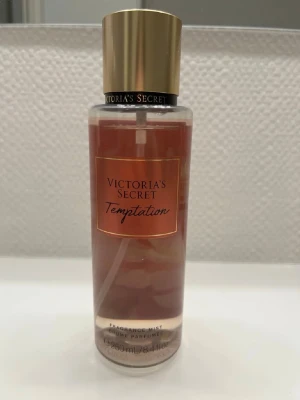 VICTORIA'S SECRET
VICTORIA'S
SECRET
Temptation
FRAGRANCE MIST